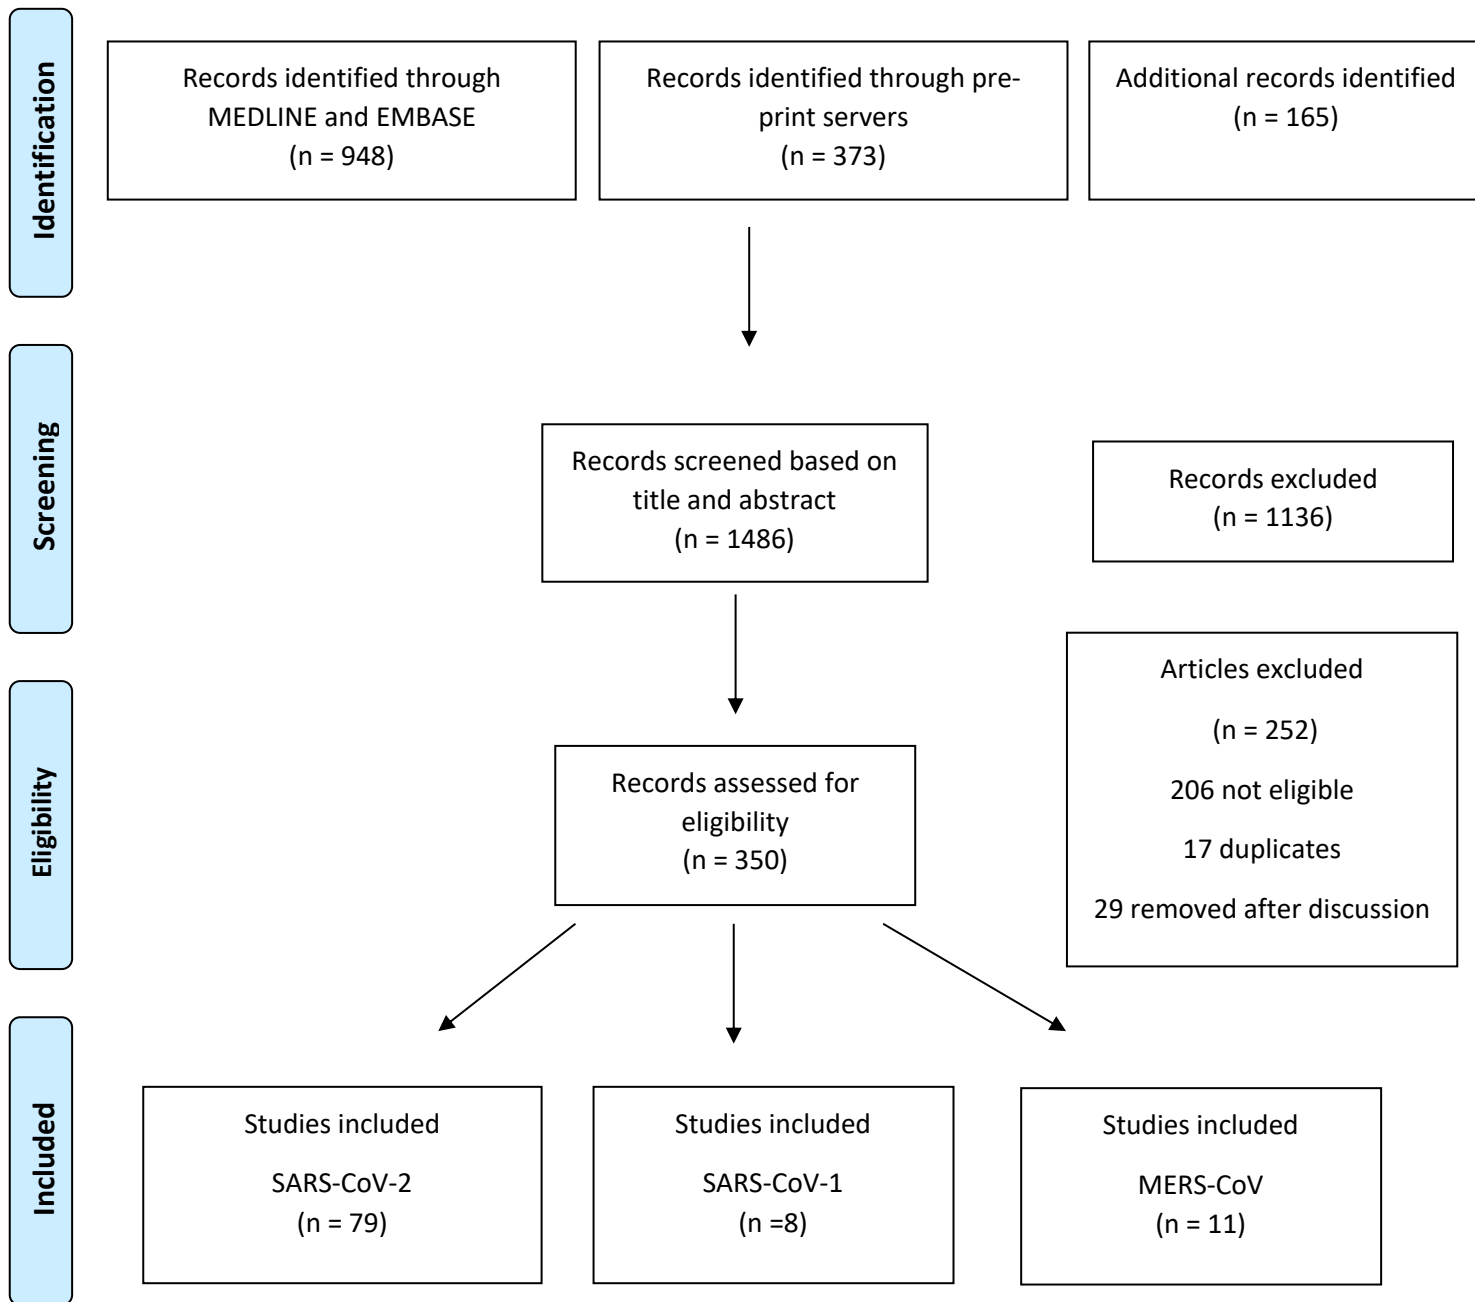 Identification
Records identified through
MEDLINE and EMBASE
(n = 948)
Records identified through pre-
print servers
(n = 373)
Additional records identified
(n = 165)
Screening
Records screened based on
title and abstract
(n = 1486)
Records excluded
(n = 1136)
Eligibility
Records assessed for
eligibility
(n = 350)
Articles excluded
(n = 252)
206 not eligible
17 duplicates
29 removed after discussion
Included
Studies included
SARS-CoV-2
(n = 79)
Studies included
SARS-CoV-1
(n =8)
Studies included
MERS-CoV
(n = 11)